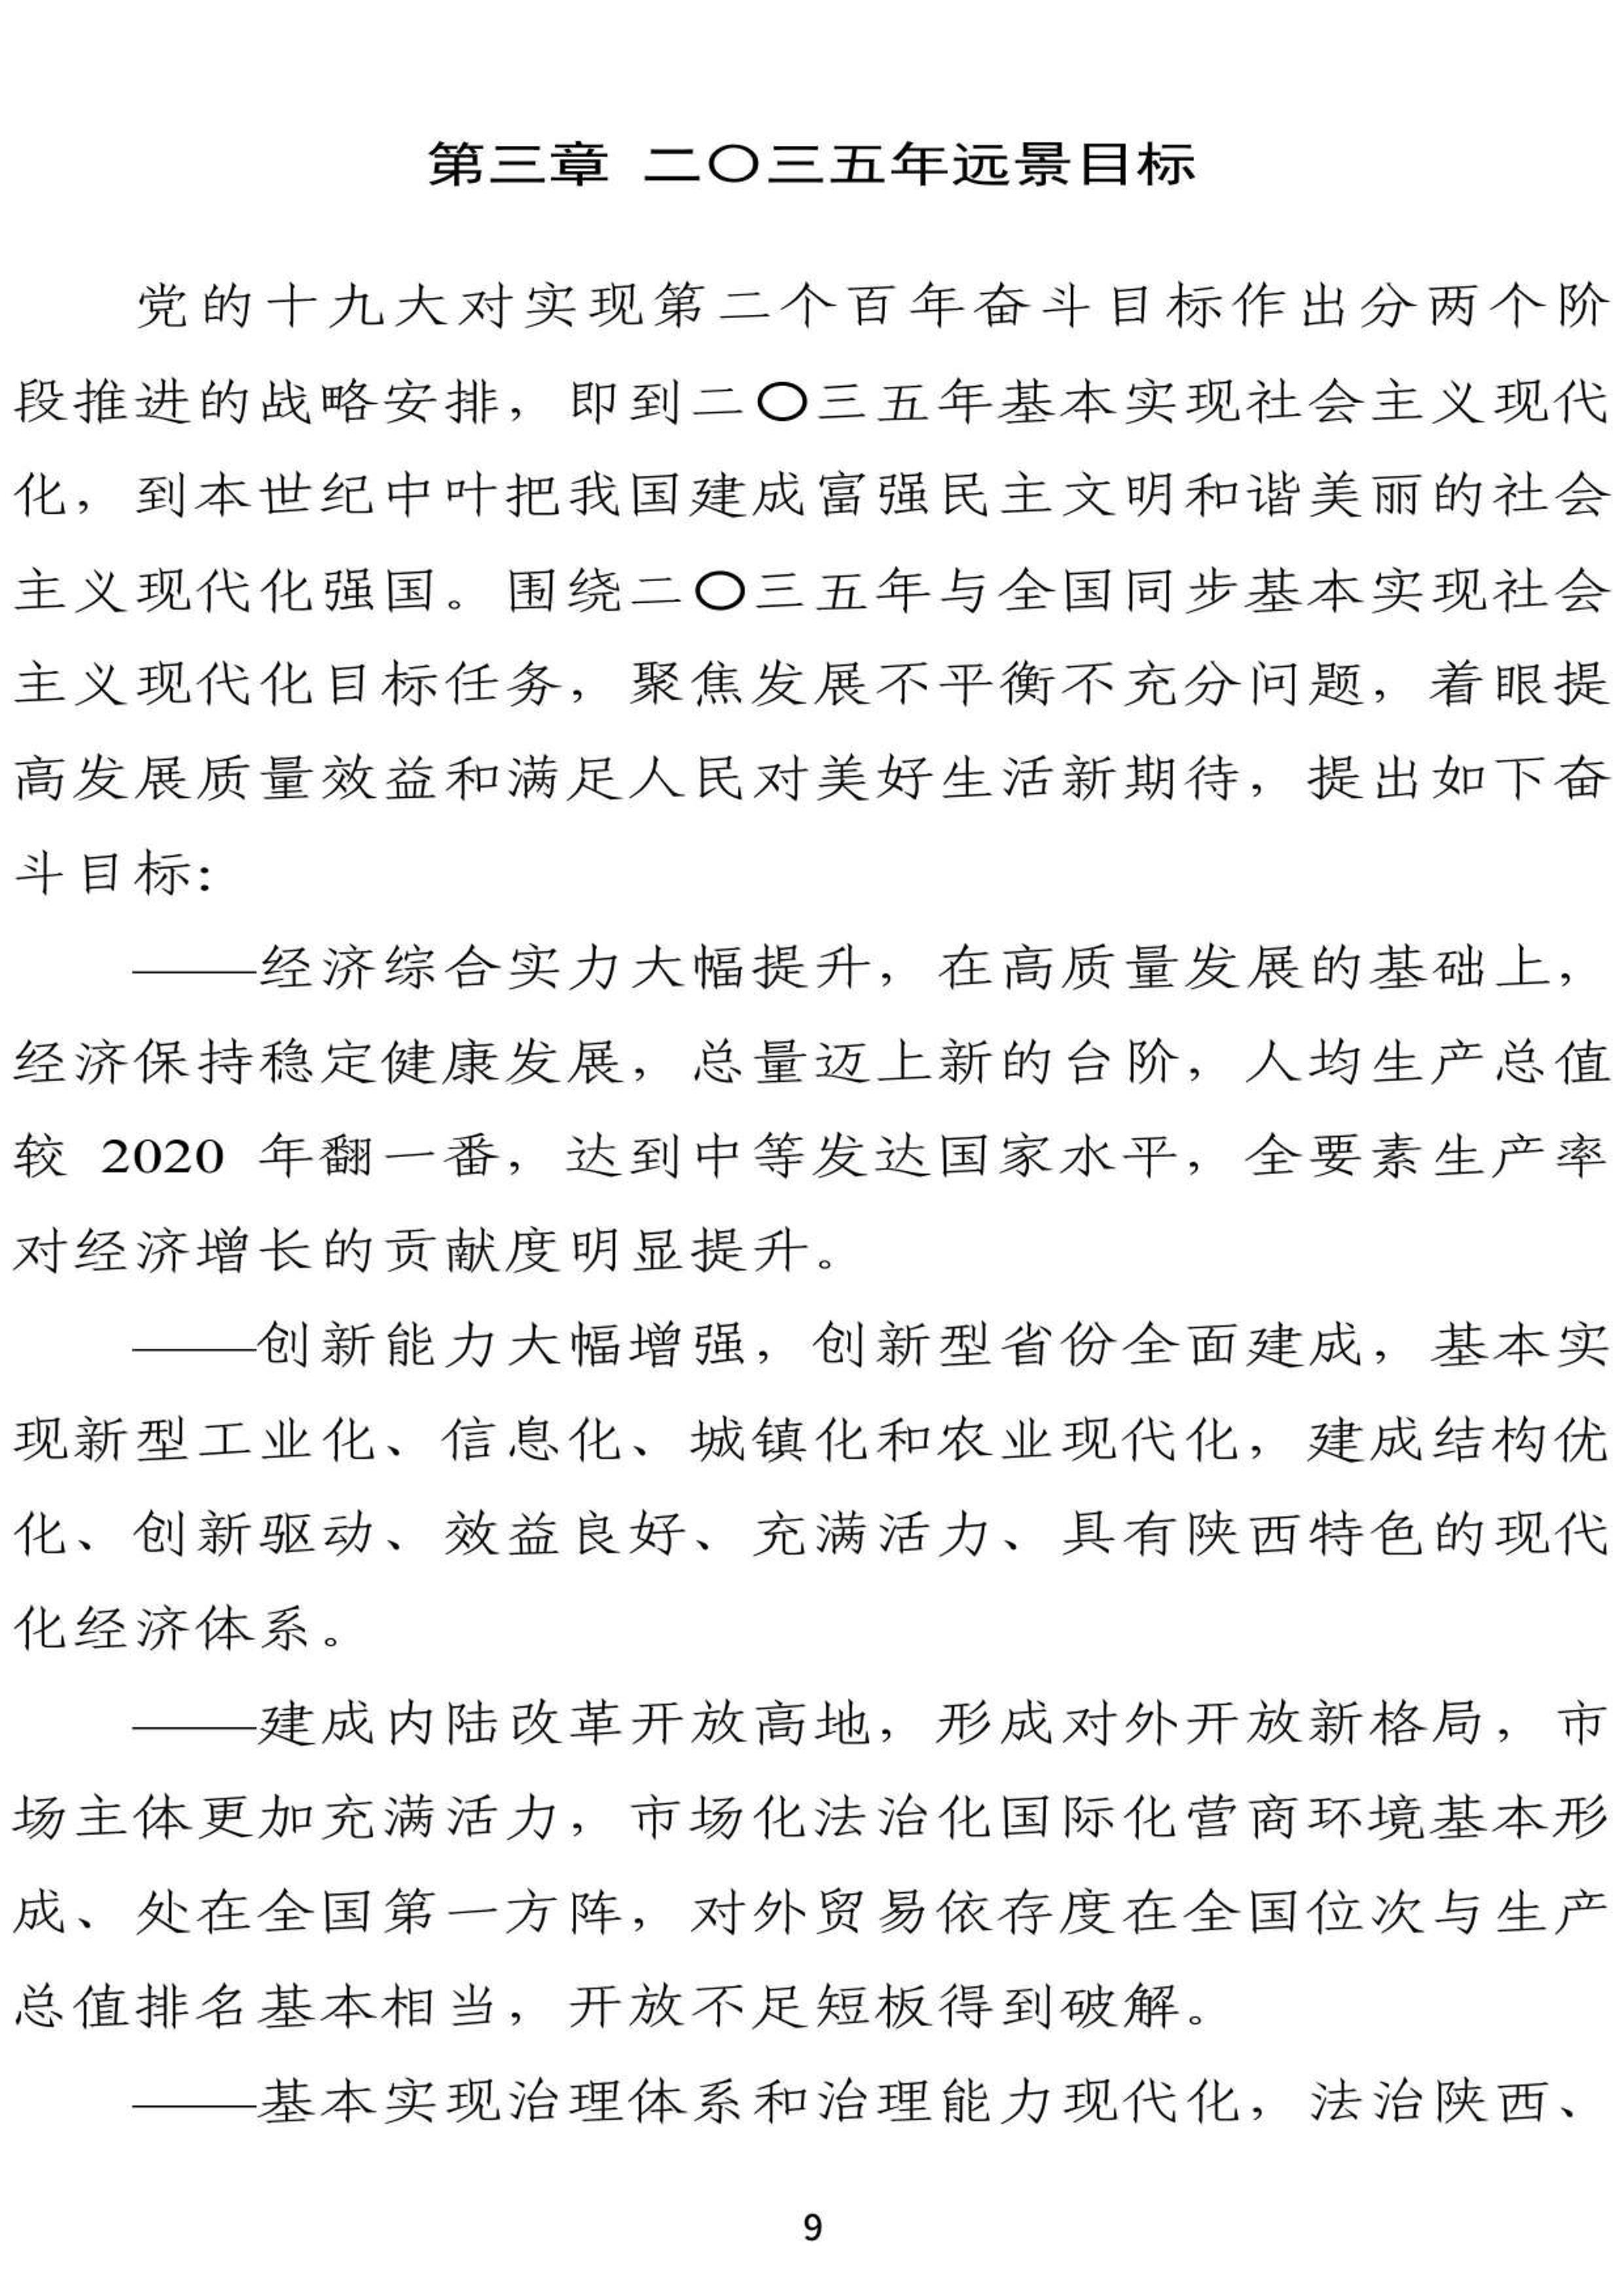 第三章 二〇三五年远景目标
党的十九大对实现第二个百年奋斗目标作出分两个阶
段推进的战略安排，即到二〇三五年基本实现社会主义现代
化，到本世纪中叶把我国建成富强民主文明和谐美丽的社会
主义现代化强国。围绕二〇三五年与全国同步基本实现社会
主义现代化目标任务，聚焦发展不平衡不充分问题，着眼提
高发展质量效益和满足人民对美好生活新期待，提出如下奋
斗目标：
——经济综合实力大幅提升，在高质量发展的基础上，
经济保持稳定健康发展，总量迈上新的台阶，人均生产总值
较 2020 年翻一番，达到中等发达国家水平，全要素生产率
对经济增长的贡献度明显提升。
——创新能力大幅增强，创新型省份全面建成，基本实
现新型工业化、信息化、城镇化和农业现代化，建成结构优
化、创新驱动、效益良好、充满活力、具有陕西特色的现代
化经济体系。
——建成内陆改革开放高地，形成对外开放新格局，市
场主体更加充满活力，市场化法治化国际化营商环境基本形
成、处在全国第一方阵，对外贸易依存度在全国位次与生产
总值排名基本相当，开放不足短板得到破解。
——基本实现治理体系和治理能力现代化，法治陕西、
9